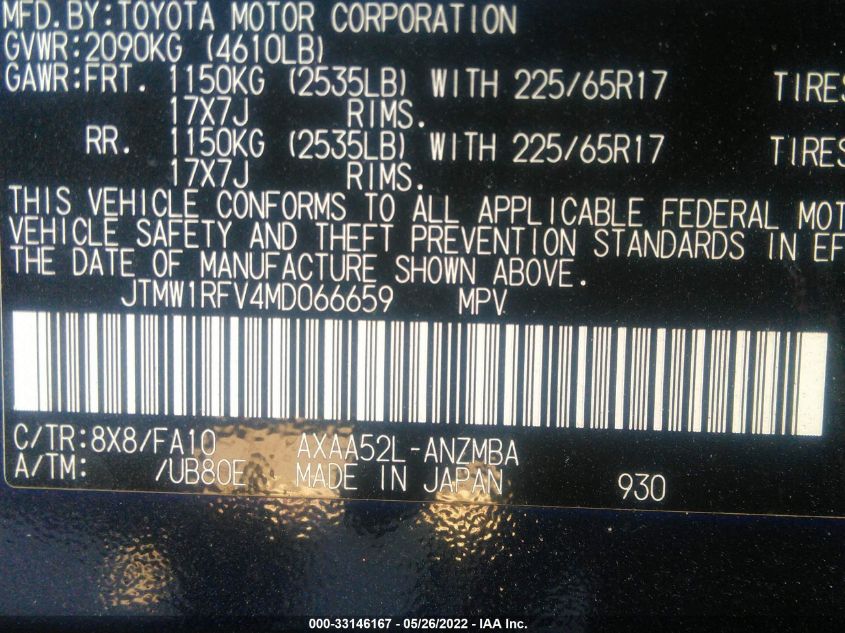 MFD.BY:TOYOTA MOTOR CORPORATION
GVWR:2090KG (4610LB)
GAWR:FRT. 1150KG (2535LB) WITH 225/65R17 TIRES
17X7J RIMS.
RR. 1150KG (2535LB) WITH 225/65R17 TIRES
17X7J RIMS.
THIS VEHICLE CONFORMS TO ALL APPLICABLE FEDERAL MOT
VEHICLE SAFETY AND THEFT PREVENTION STANDARDS IN EF
THE DATE OF MANUFACTURE SHOWN ABOVE.
JTMW1RFV4MD066659 MPV
C/TR:8X8/FA10 AXAA52L-ANZMBA
A/TM: /UB80E MADE IN JAPAN 930
000-33146167 - 05/26/2022 - IAA Inc.